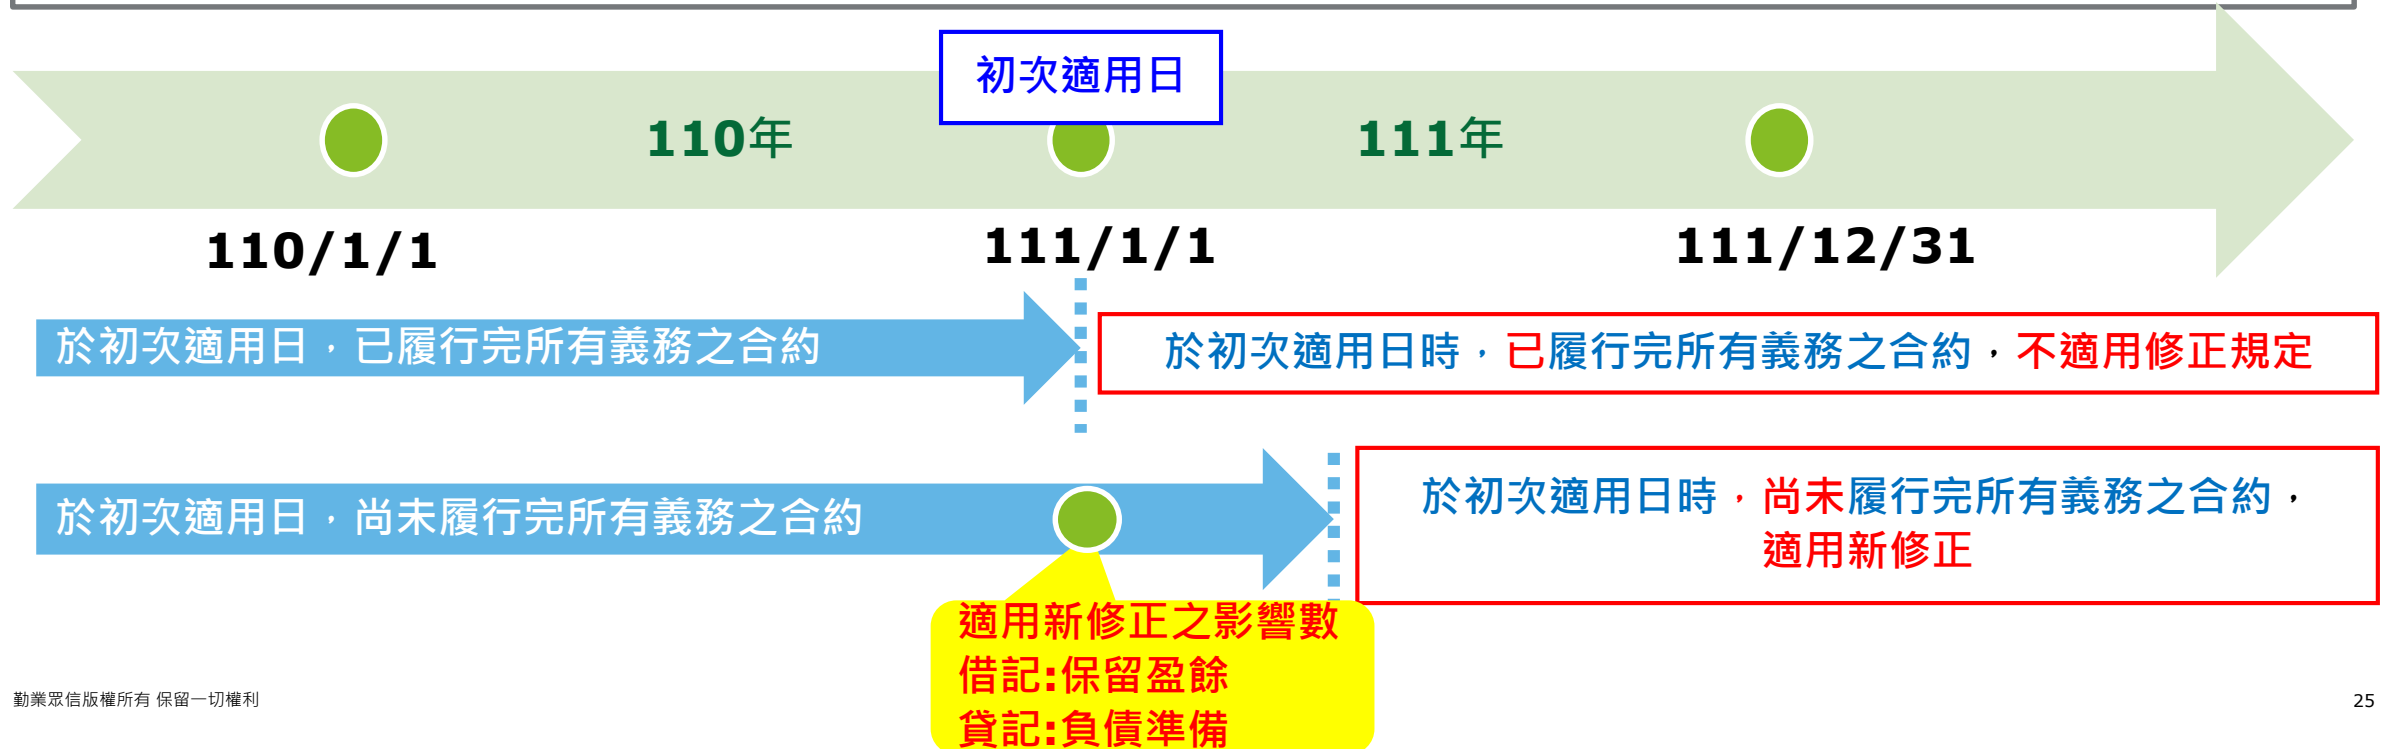 初次適用日
110年
111年
110/1/1
111/1/1
111/12/31
於初次適用日，已履行完所有義務之合約
於初次適用日時，已履行完所有義務之合約，不適用修正規定
於初次適用日，尚未履行完所有義務之合約
於初次適用日時，尚未履行完所有義務之合約，
適用新修正
適用新修正之影響數
借記:保留盈餘
貸記:負債準備
勤業眾信版權所有 保留一切權利
25